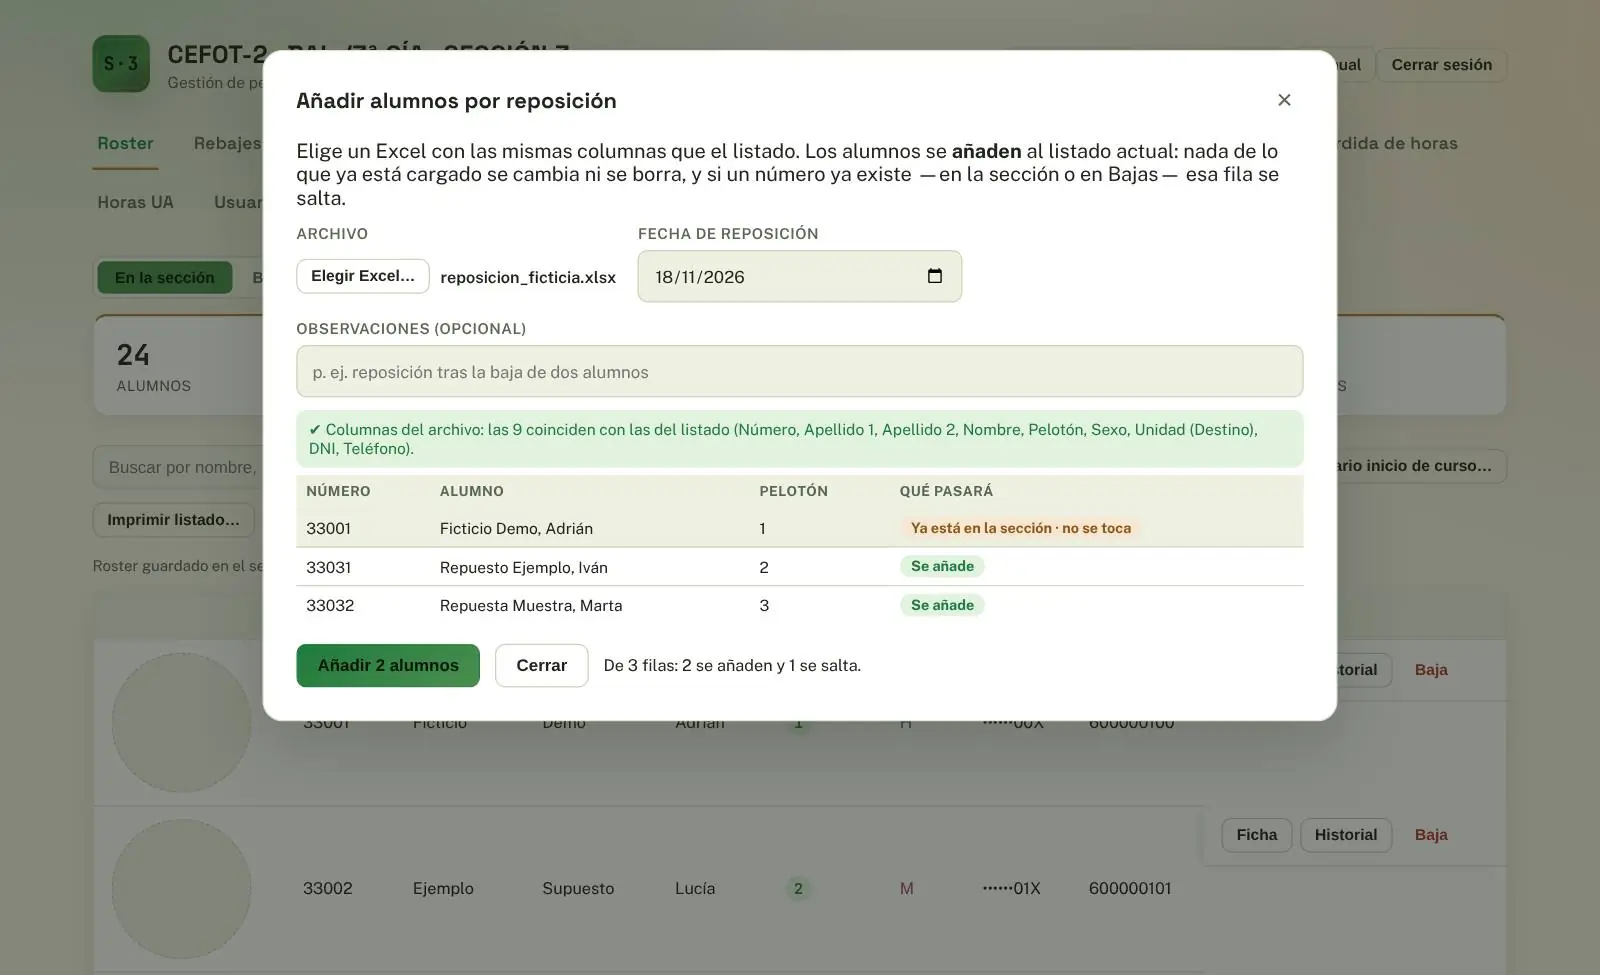 S · 3
CEFOT-2
Gestión de pe
ual
Cerrar sesión
Roster
Rebajes
rdida de horas
Horas UA
Usuar
Añadir alumnos por reposición
×
Elige un Excel con las mismas columnas que el listado. Los alumnos se añaden al listado actual: nada de lo
que ya está cargado se cambia ni se borra, y si un número ya existe —en la sección o en Bajas— esa fila se
salta.
ARCHIVO
FECHA DE REPOSICIÓN
Elegir Excel...
reposicion_ficticia.xlsx
18/11/2026
En la sección
B
OBSERVACIONES (OPCIONAL)
p. ej. reposición tras la baja de dos alumnos
24
ALUMNOS
S
✔ Columnas del archivo: las 9 coinciden con las del listado (Número, Apellido 1, Apellido 2, Nombre, Pelotón, Sexo, Unidad (Destino),
DNI, Teléfono).
Buscar por nombre,
ario inicio de curso...
NÚMERO ALUMNO PELOTÓN QUÉ PASARÁ
Imprimir listado...
33001 Ficticio Demo, Adrián 1 Ya está en la sección · no se toca
Roster guardado en el se
33031 Repuesto Ejemplo, Iván 2 Se añade
33032 Repuesta Muestra, Marta 3 Se añade
Añadir 2 alumnos
Cerrar
De 3 filas: 2 se añaden y 1 se salta.
torial
Baja
33001 Ficticio Demo Adrián 1 H ······00X 600000100
Ficha
Historial
Baja
33002 Ejemplo Supuesto Lucía 2 M ······01X 600000101